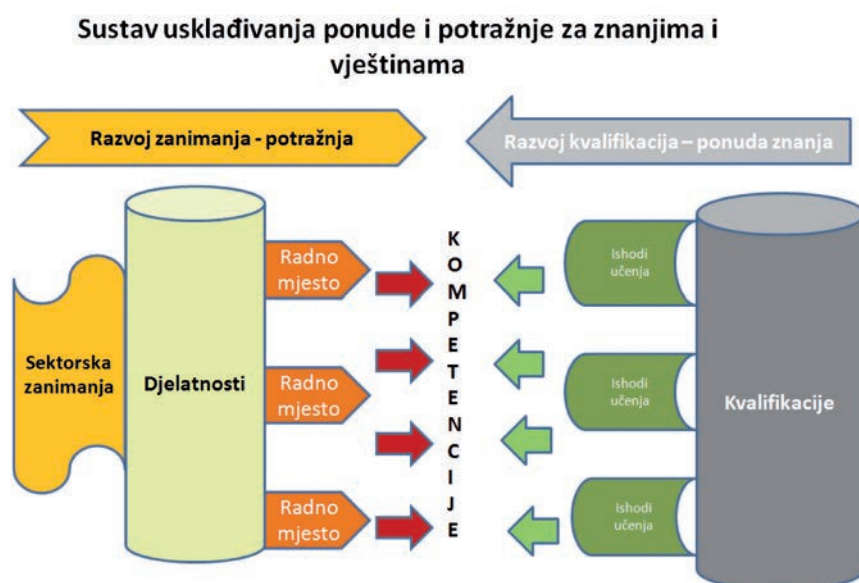 Sustav usklađivanja ponude i potražnje za znanjima i
vještinama
Razvoj zanimanja - potražnja
Razvoj kvalifikacija – ponuda znanja
Sektorska
zanimanja
Djelatnosti
Radno
mjesto
Radno
mjesto
Radno
mjesto
K
O
M
P
E
T
E
N
C
I
J
E
Ishodi
učenja
Ishodi
učenja
Ishodi
učenja
Kvalifikacije